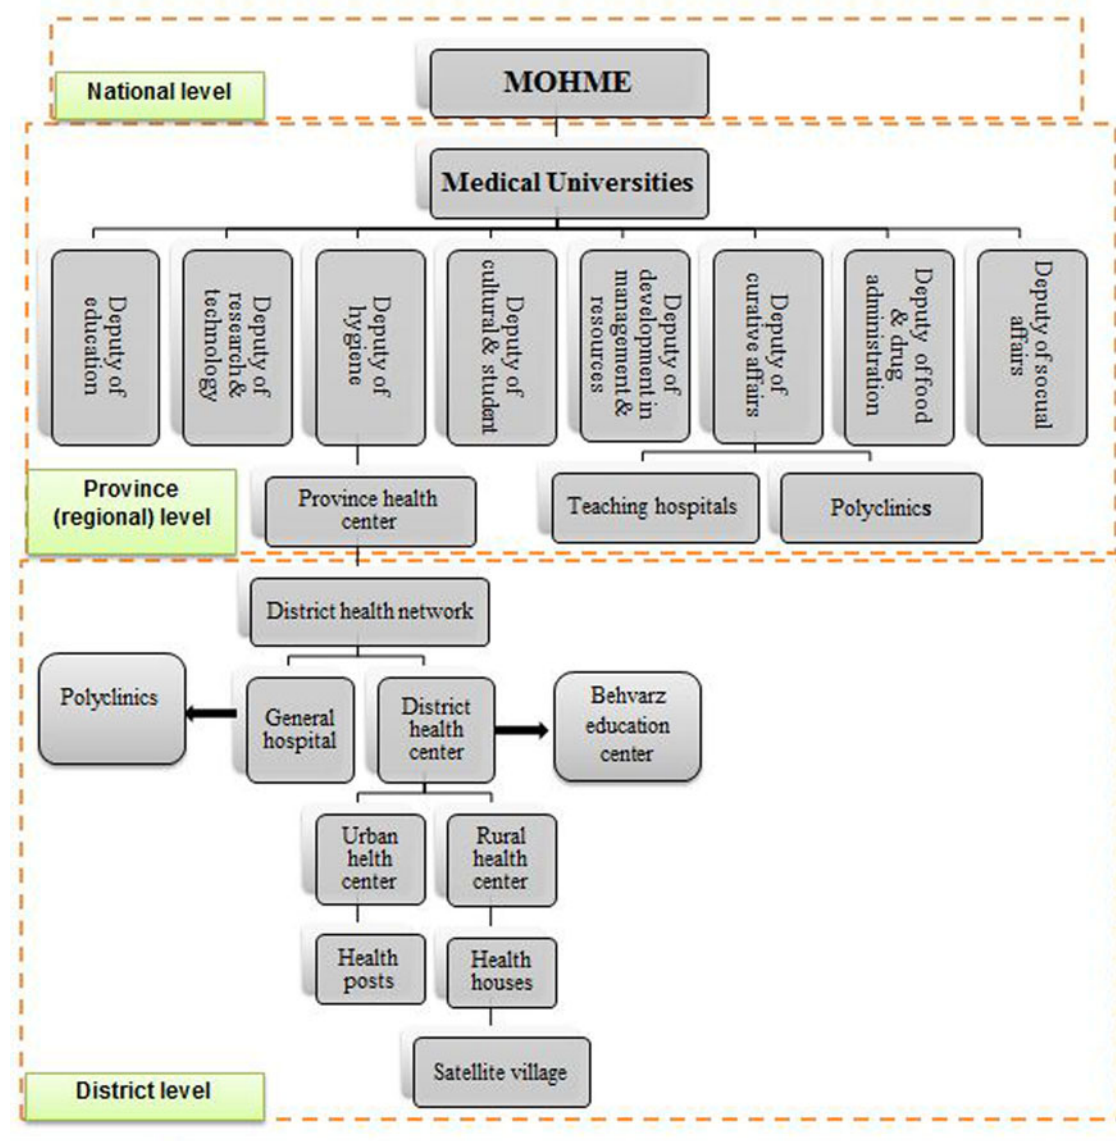 MOHME
National level
Medical Universities
Deputy of
education
Deputy of
research &
technology
Deputy of
hygiene
Deputy of
cultural & student
Deputy of
development in
management &
resources
Deputy of
curative affairs
Deputy of food
& drug
administration
Deputy of socual
affairs
Province
(regional) level
Province health
center
Teaching hospitals
Polyclinics
District health network
Polyclinics
General
hospital
District
health
center
Behvarz
education
center
Urban
helth
center
Rural
health
center
Health
posts
Health
houses
Satellite village
District level